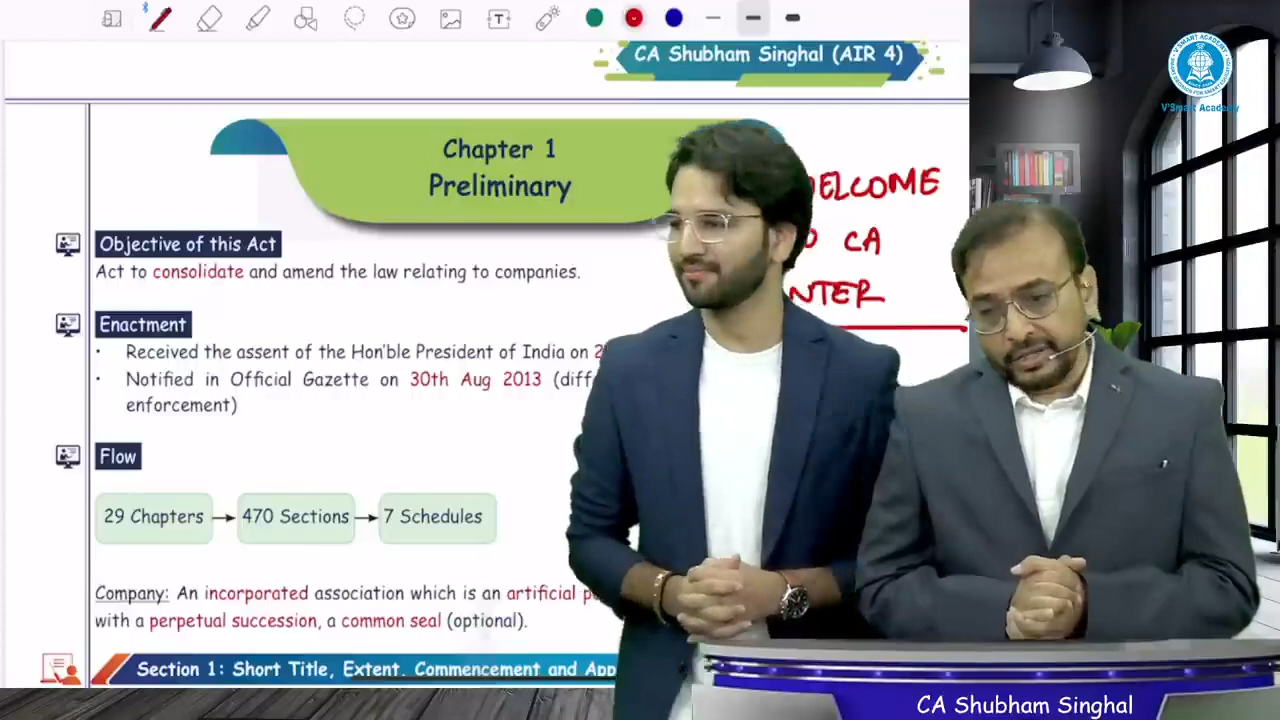 CA Shubham Singhal (AIR 4)
V'Smart Academy
Chapter 1
Preliminary
WELCOME
CA
Objective of this Act
Act to consolidate and amend the law relating to companies.
Enactment
Received the assent of the Hon'ble President of India on
Notified in Official Gazette on 30th Aug 2013
enforcement)
Flow
29 Chapters
470 Sections
7 Schedules
Company: An incorporated association which is an artificial
with a perpetual succession, a common seal (optional).
Section 1: Short Title, Extent, Commencement and
CA Shubham Singhal